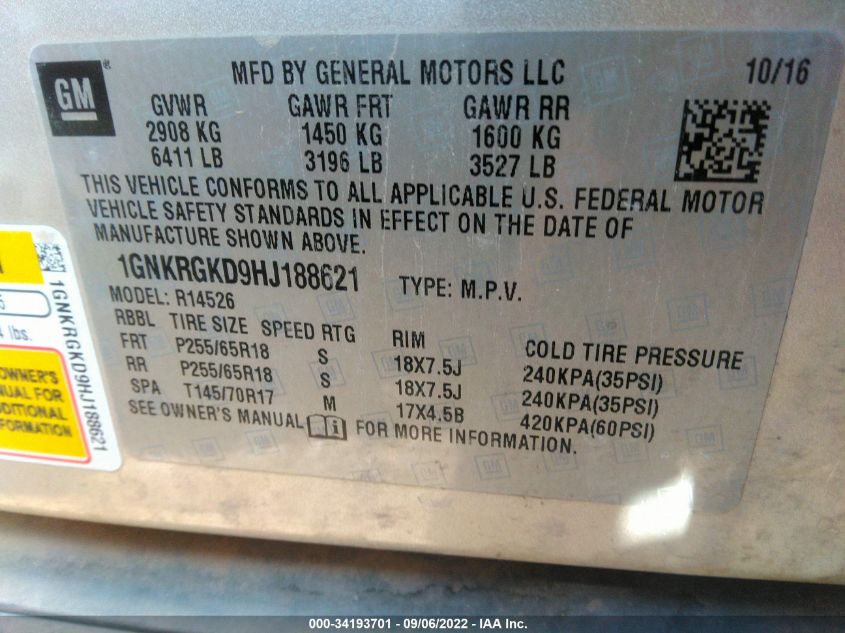 GM
MFD BY GENERAL MOTORS LLC 10/16
GVWR GAWR FRT GAWR RR
2908 KG 1450 KG 1600 KG
6411 LB 3196 LB 3527 LB
THIS VEHICLE CONFORMS TO ALL APPLICABLE U.S. FEDERAL MOTOR
VEHICLE SAFETY STANDARDS IN EFFECT ON THE DATE OF
MANUFACTURE SHOWN ABOVE.
1GNKRGKD9HJ188621 TYPE: M.P.V.
MODEL: R14526
RBBL TIRE SIZE SPEED RTG RIM COLD TIRE PRESSURE
FRT P255/65R18 S 18X7.5J 240KPA(35PSI)
RR P255/65R18 S 18X7.5J 240KPA(35PSI)
SPA T145/70R17 M 17X4.5B 420KPA(60PSI)
SEE OWNER'S MANUAL FOR MORE INFORMATION.
1GNKRGKD9HJ188621
lbs.
OWNER'S
MANUAL FOR
FORMATION
000-34193701 - 09/06/2022 - IAA Inc.